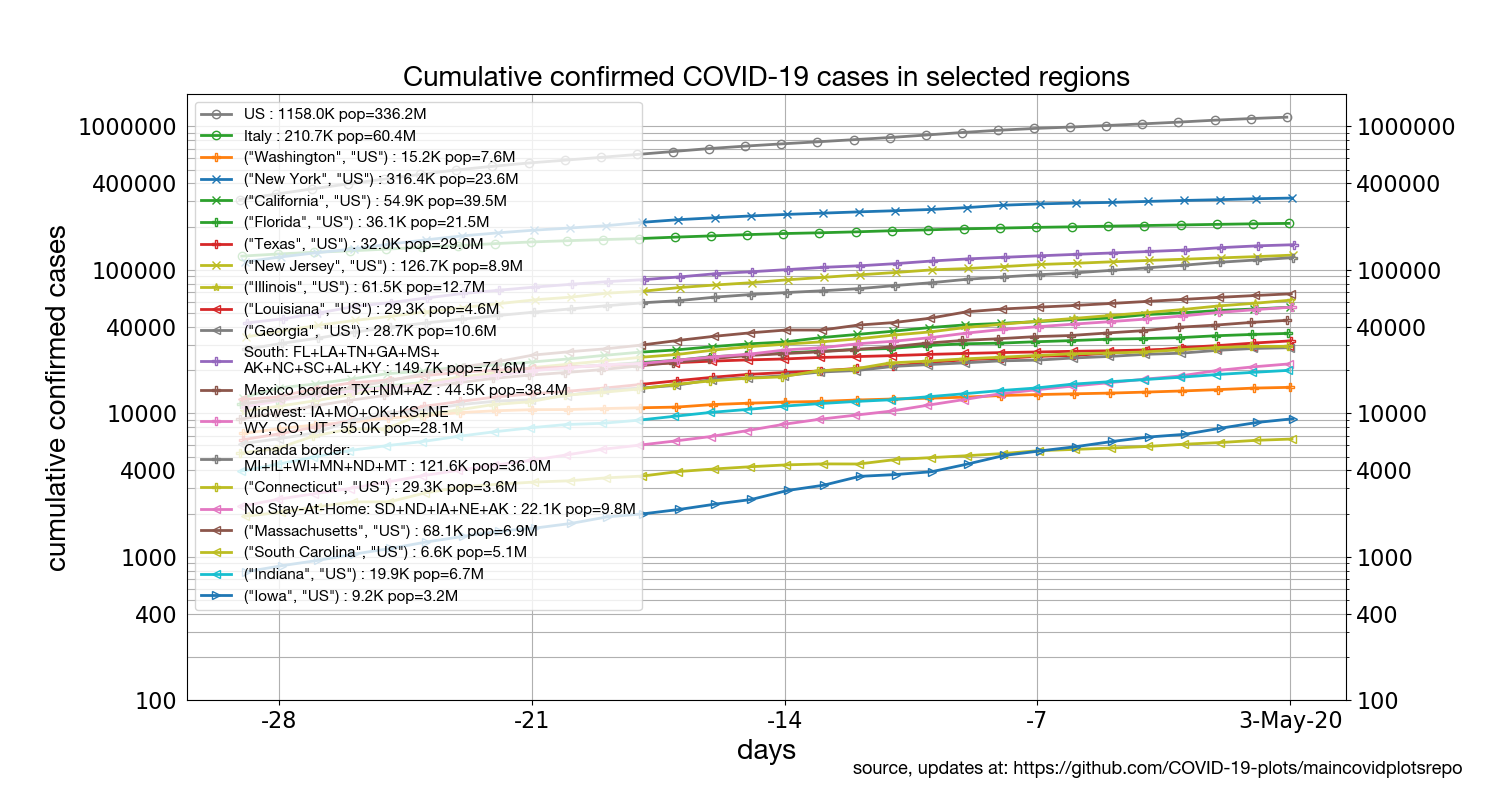 Cumulative confirmed COVID-19 cases in selected regions
US : 1158.0K pop=336.2M
Italy : 210.7K pop=60.4M
("Washington", "US") : 15.2K pop=7.6M
("New York", "US") : 316.4K pop=23.6M
("California", "US") : 54.9K pop=39.5M
("Florida", "US") : 36.1K pop=21.5M
("Texas", "US") : 32.0K pop=29.0M
("New Jersey", "US") : 126.7K pop=8.9M
("Illinois", "US") : 61.5K pop=12.7M
("Louisiana", "US") : 29.3K pop=4.6M
("Georgia", "US") : 28.7K pop=10.6M
South: FL+LA+TN+GA+MS+
AK+NC+SC+AL+KY : 149.7K pop=74.6M
Mexico border: TX+NM+AZ : 44.5K pop=38.4M
Midwest: IA+MO+OK+KS+NE
WY, CO, UT : 55.0K pop=28.1M
Canada border:
MI+IL+WI+MN+ND+MT : 121.6K pop=36.0M
("Connecticut", "US") : 29.3K pop=3.6M
No Stay-At-Home: SD+ND+IA+NE+AK : 22.1K pop=9.8M
("Massachusetts", "US") : 68.1K pop=6.9M
("South Carolina", "US") : 6.6K pop=5.1M
("Indiana", "US") : 19.9K pop=6.7M
("Iowa", "US") : 9.2K pop=3.2M
cumulative confirmed cases
1000000
400000
100000
40000
10000
4000
1000
400
100
1000000
400000
100000
40000
10000
4000
1000
400
100
-28 -21 -14 -7 3-May-20
days
source, updates at: https://github.com/COVID-19-plots/maincovidplotsrepo